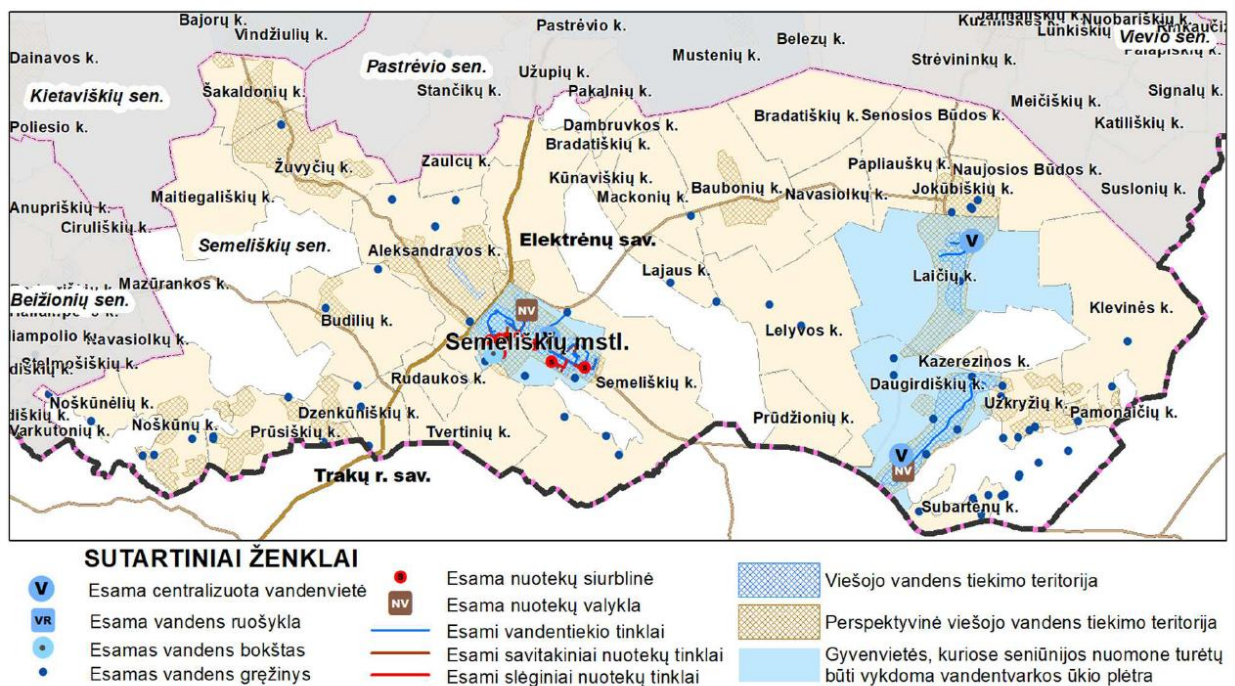 Bajorų k.
Vindžiulių k.
Pastrėvio k.
Belezų k.
Dainavos k.
Mustenių k.
Strėvininkų k.
Vievio sen.
Pastrėvio sen.
Užupių k.
Kietaviškių sen.
Šakaldonių k.
Stančikų k.
Pakalnių k.
Meičiškių k.
Signalų k.
Poliesio k.
Dambruvkos k.
Bradatiškių k.
Bradatiškių k.
Senosios Būdos k.
Katiliškių k.
Žuvyčių k.
Kūnaviškių k.
Papliauškų k.
Naujosios Būdos k.
Maitiegališkių k.
Mackonių k.
Baubonių k.
Navasiolkų k.
Jokūbiškių k.
Suslonių k.
Anupriškių k.
Ciruliškių k.
Semeliškių sen.
Aleksandravos k.
Elektrėnų sav.
Lajaus k.
Laičių k.
Mazūrankos k.
Beižionių sen.
Klevinės k.
Budilių k.
NV
V
Lelyvos k.
Navasiolkų k.
Semeliškių mstl.
Kazerezinos k.
Rudaukos k.
Semeliškių k.
Daugirdiškių k.
Noškūnėlių k.
Užkryžių k.
Dzenkūniškių k.
Pamonaičių k.
Varkutonių k.
Noškūnų k.
Prūsiškių k.
Tvertinių k.
Prūdžionių k.
Trakų r. sav.
V
NV
Subartėnų k.
SUTARTINIAI ŽENKLAI
V Esama centralizuota vandenvietė
VR Esama vandens ruošykla
Esamas vandens bokštas
Esamas vandens gręžinys
Esama nuotekų siurblinė
NV Esama nuotekų valykla
Esami vandentiekio tinklai
Esami savitakiniai nuotekų tinklai
Esami slėginiai nuotekų tinklai
Viešojo vandens tiekimo teritorija
Perspektyvinė viešojo vandens tiekimo teritorija
Gyvenvietės, kuriose seniūnijos nuomone turėtų
būti vykdoma vandentvarkos ūkio plėtra